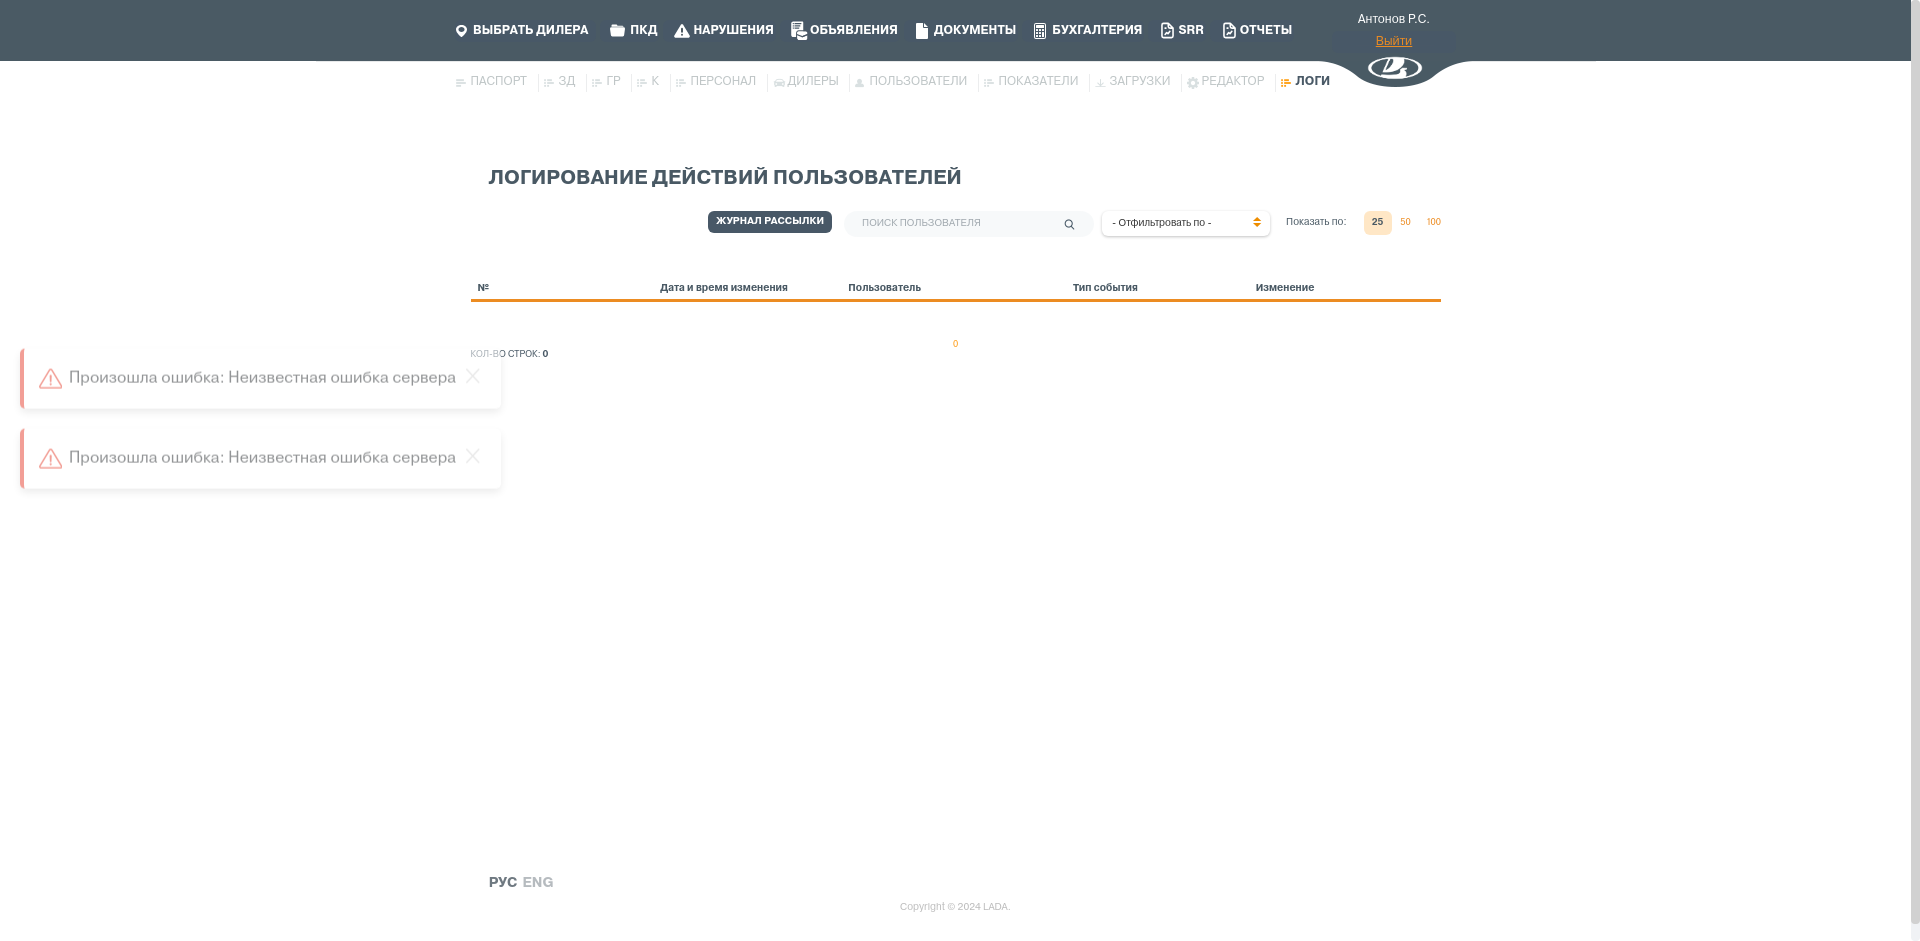 ВЫБРАТЬ ДИЛЕРА ПКД НАРУШЕНИЯ ОБЪЯВЛЕНИЯ ДОКУМЕНТЫ БУХГАЛТЕРИЯ SRR ОТЧЕТЫ
Антонов Р.С.
Выйти
ПАСПОРТ ЗД ГР К ПЕРСОНАЛ ДИЛЕРЫ ПОЛЬЗОВАТЕЛИ ПОКАЗАТЕЛИ ЗАГРУЗКИ РЕДАКТОР ЛОГИ
ЛОГИРОВАНИЕ ДЕЙСТВИЙ ПОЛЬЗОВАТЕЛЕЙ
ЖУРНАЛ РАССЫЛКИ ПОИСК ПОЛЬЗОВАТЕЛЯ - Отфильтровать по - Показать по: 25 50 100
№ Дата и время изменения Пользователь Тип события Изменение
0
КОЛ-ВО СТРОК: 0
Произошла ошибка: Неизвестная ошибка сервера
Произошла ошибка: Неизвестная ошибка сервера
РУС ENG
Copyright © 2024 LADA.